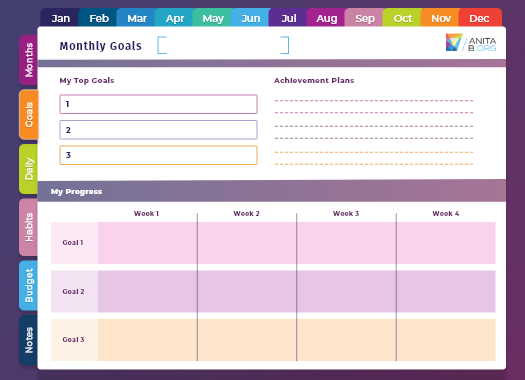 Jan Feb Mar Apr May Jun Jul Aug Sep Oct Nov Dec
Monthly Goals
ANITA
B.ORG
Months
Goals
Daily
Habits
Budget
Notes
My Top Goals
Achievement Plans
1
2
3
My Progress
Week 1 Week 2 Week 3 Week 4
Goal 1
Goal 2
Goal 3